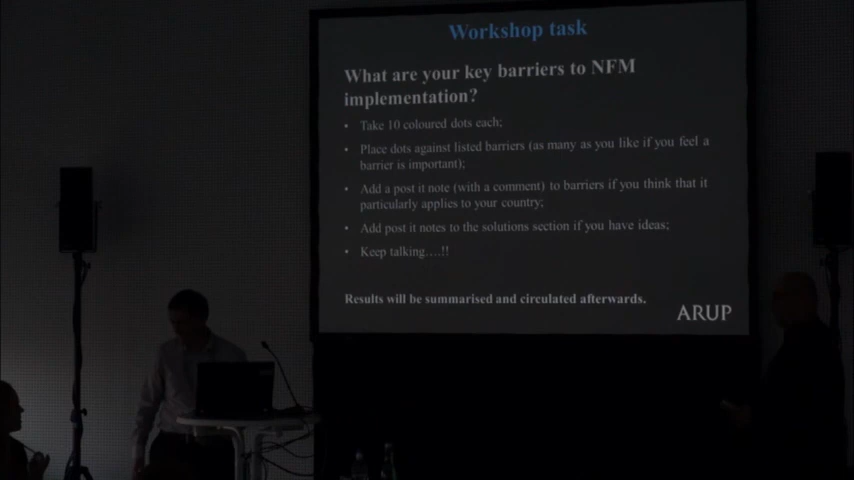 Workshop task
What are your key barriers to NFM
implementation?
• Take 10 coloured dots each;
• Place dots against listed barriers (as many as you like if you feel a
barrier is important);
• Add a post it note (with a comment) to barriers if you think that it
particularly applies to your country;
• Add post it notes to the solutions section if you have ideas;
• Keep talking….!!
Results will be summarised and circulated afterwards.
ARUP